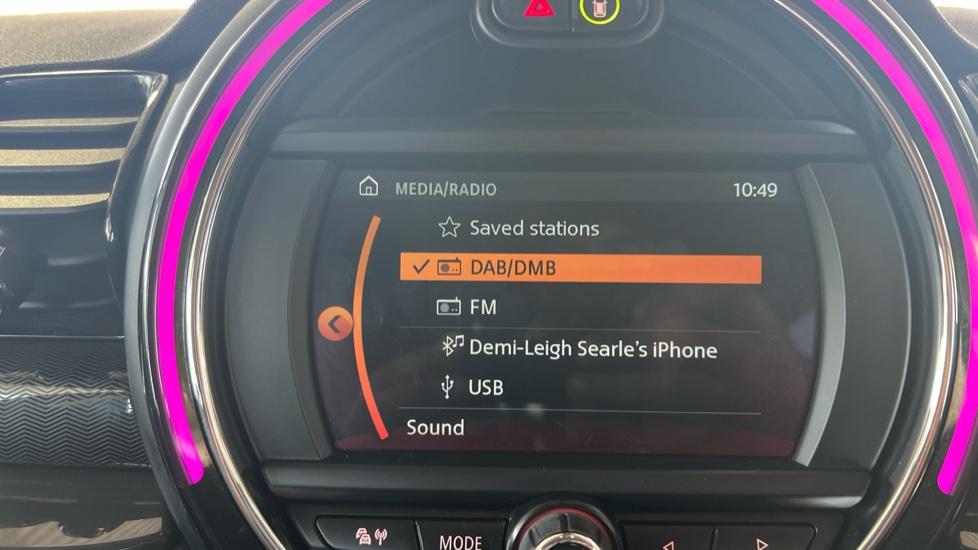 MEDIA/RADIO 10:49
Saved stations
DAB/DMB
FM
Demi-Leigh Searle's iPhone
USB
Sound
MODE